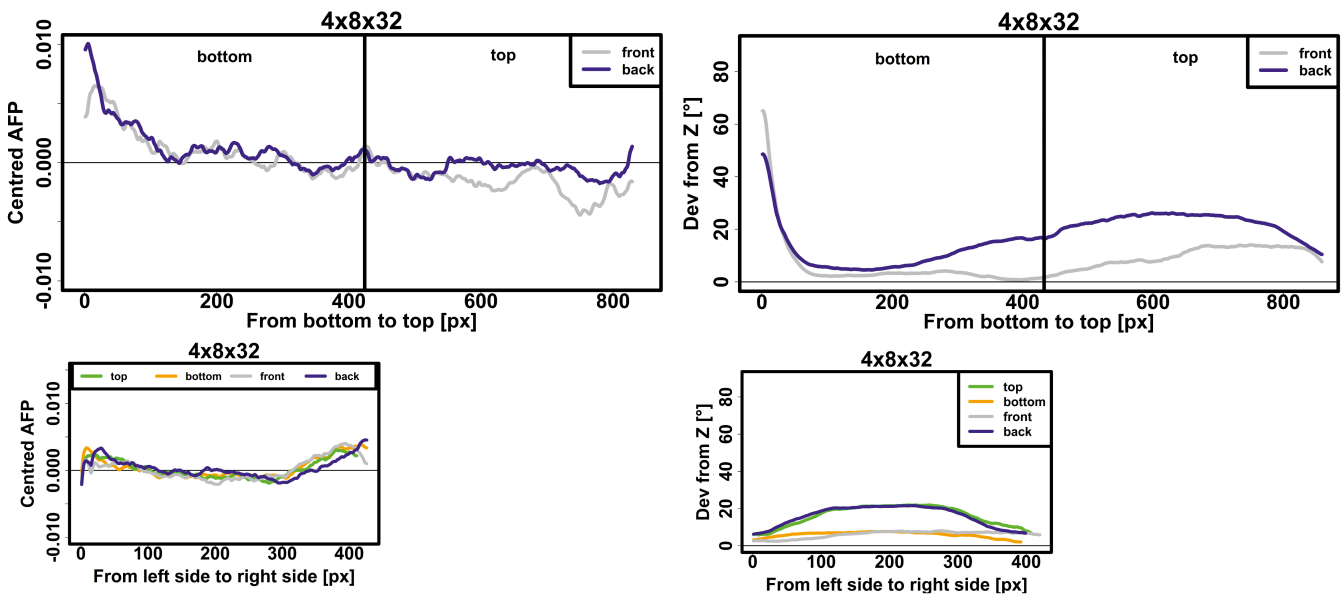 4x8x32
bottom
top
front
back
Centred AFP
0.010
0.000
-0.010
0 200 400 600 800
From bottom to top [px]
4x8x32
bottom
top
front
back
Dev from Z [°]
80
60
40
20
0
0 200 400 600 800
From bottom to top [px]
4x8x32
top bottom front back
Centred AFP
0.010
0.000
-0.010
0 100 200 300 400
From left side to right side [px]
4x8x32
top
bottom
front
back
Dev from Z [°]
80
60
40
20
0
0 100 200 300 400
From left side to right side [px]